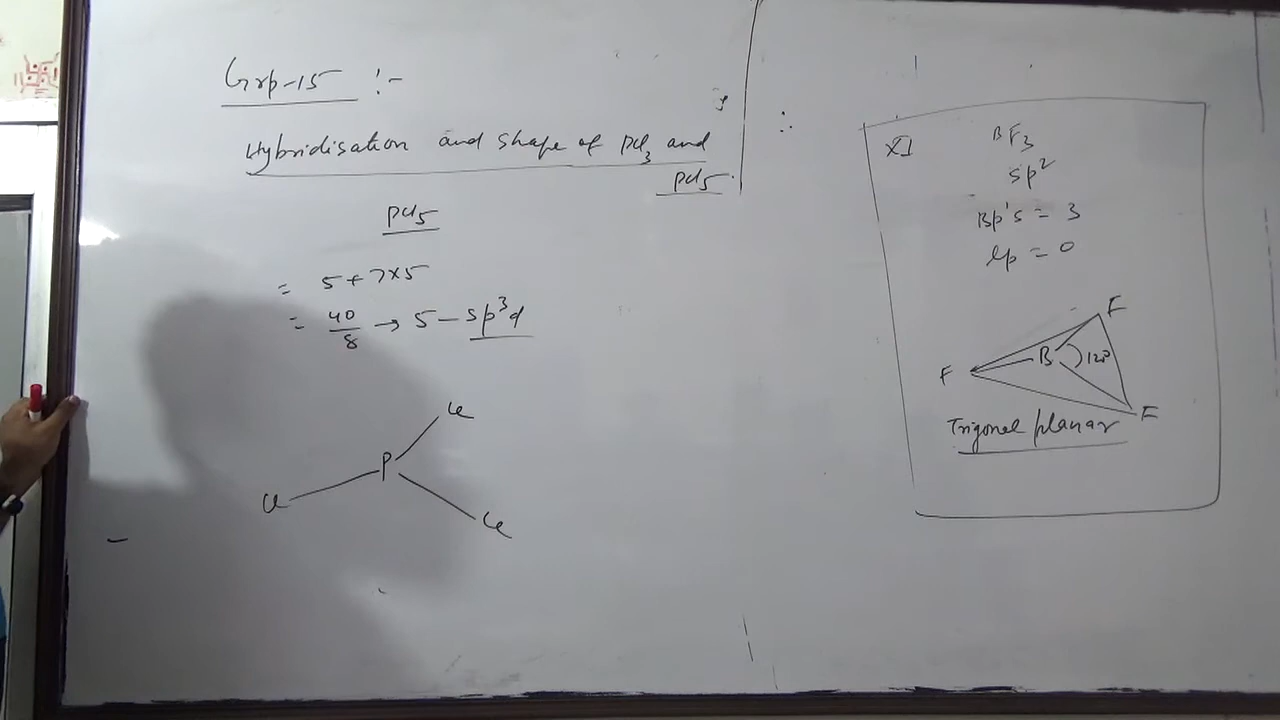 Grp-15 :-
Hybridisation and shape of PCl3 and
PCl5.
PCl5
= 5+7×5
= 40/8 → 5 - sp³d
Cl
P
Cl
Cl
XI
BF3
sp²
Bp's = 3
lp = 0
F
B 120°
F
F
Trigonal planar